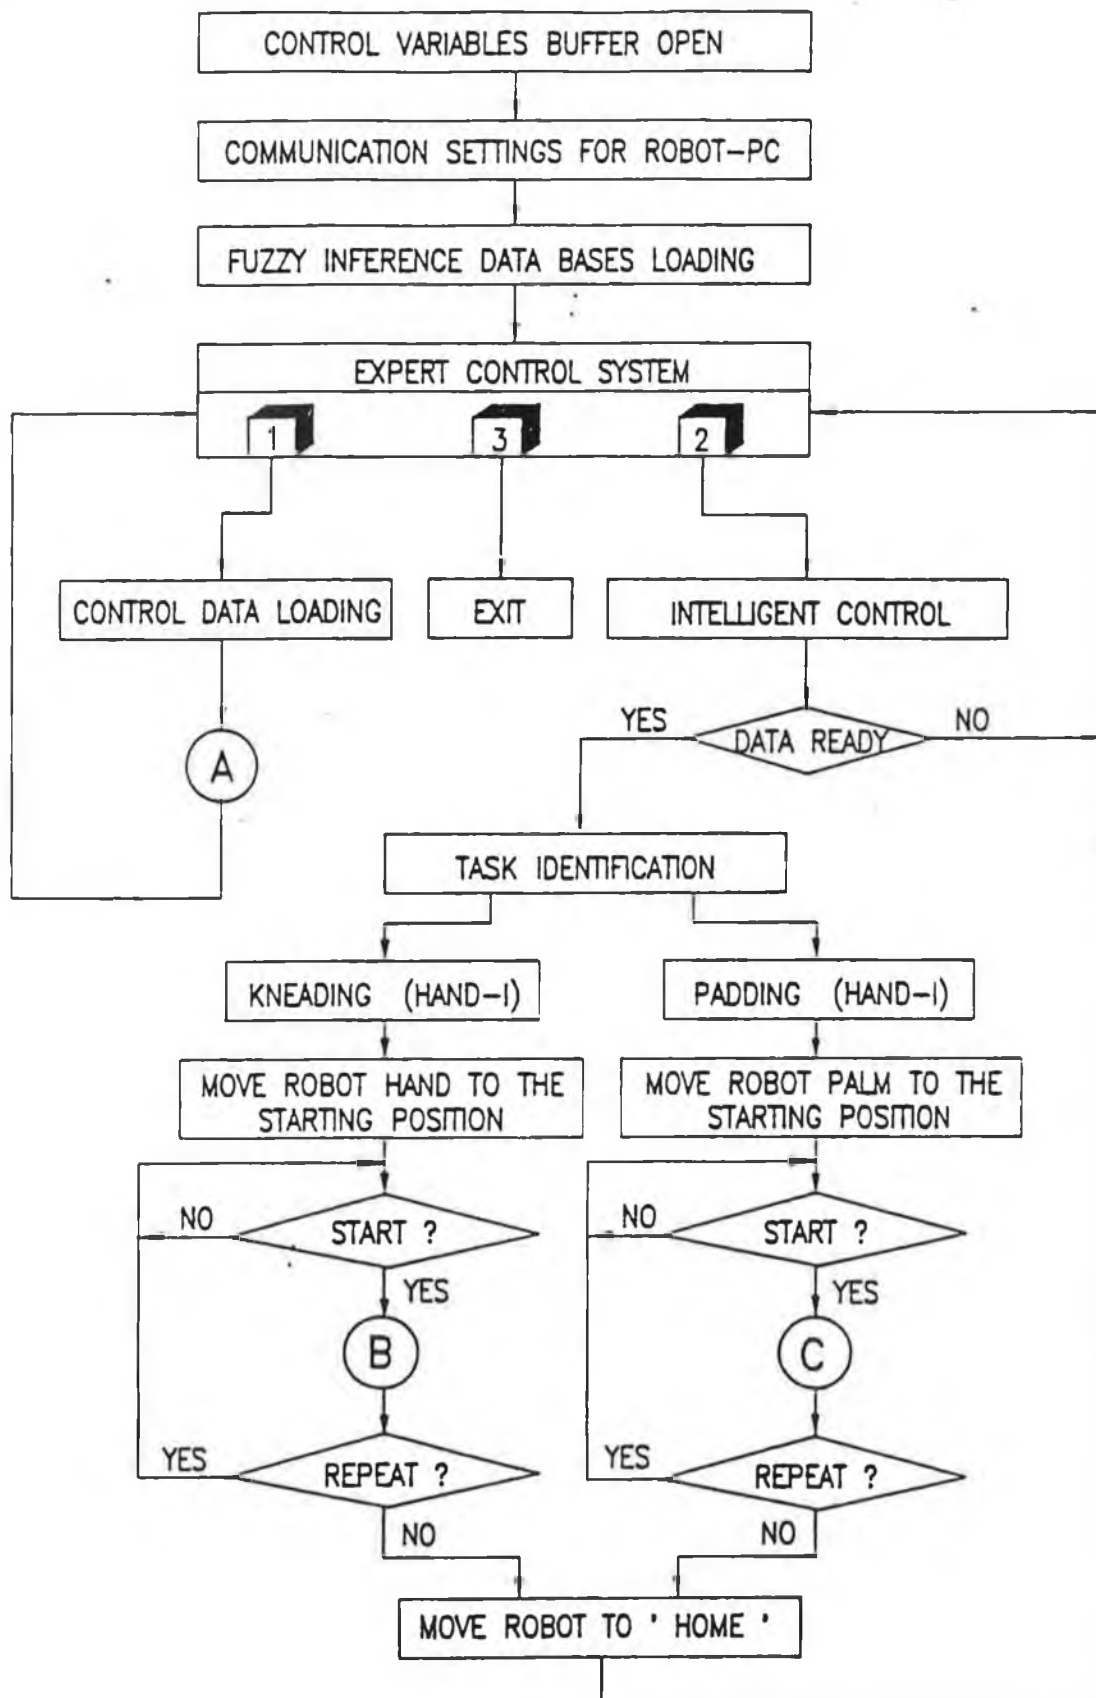 CONTROL VARIABLES BUFFER OPEN
COMMUNICATION SETTINGS FOR ROBOT-PC
FUZZY INFERENCE DATA BASES LOADING
EXPERT CONTROL SYSTEM
1 3 2
CONTROL DATA LOADING EXIT INTELLIGENT CONTROL
YES DATA READY NO
A
TASK IDENTIFICATION
KNEADING (HAND-I) PADDING (HAND-I)
MOVE ROBOT HAND TO THE
STARTING POSITION
MOVE ROBOT PALM TO THE
STARTING POSITION
NO START ? NO START ?
YES YES
B C
YES REPEAT ? YES REPEAT ?
NO NO
MOVE ROBOT TO ' HOME '